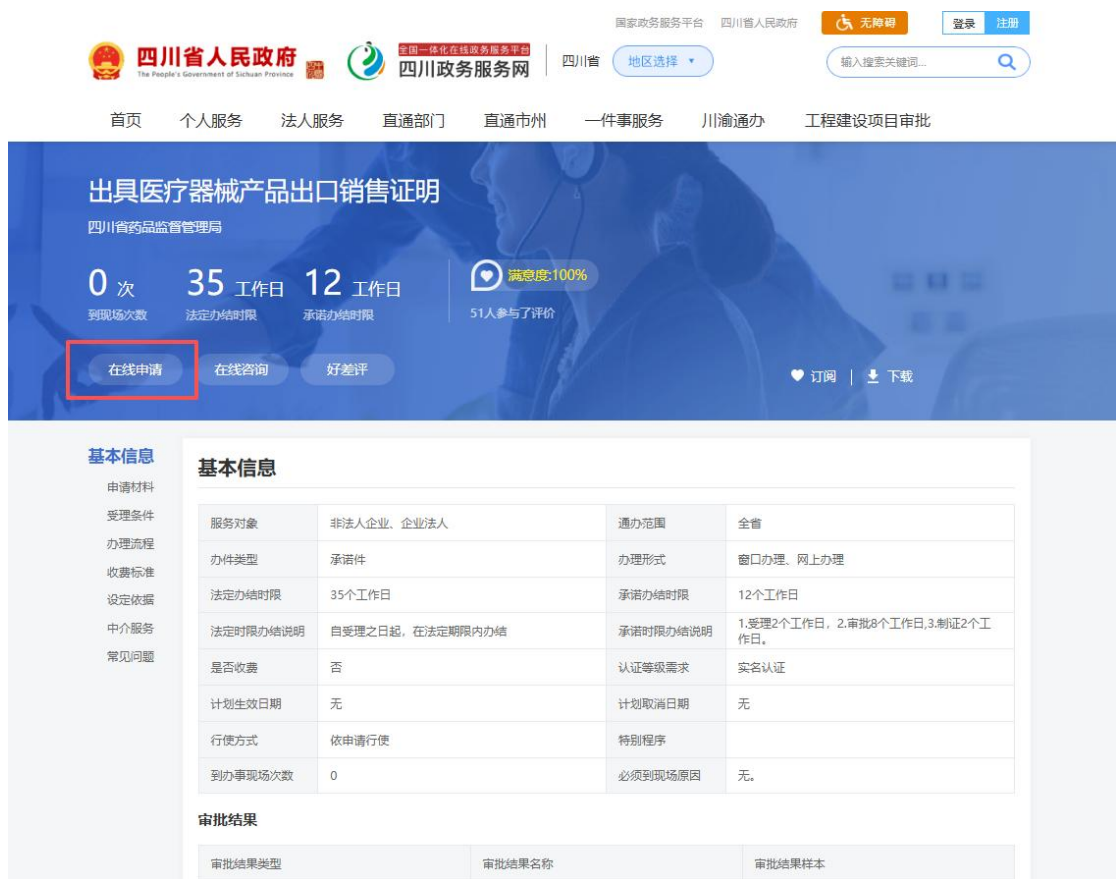 国家政务服务平台 四川省人民政府 无障碍 登录 注册
四川省人民政府
The People's Government of Sichuan Province
全国一体化在线政务服务平台
四川政务服务网
四川省 地区选择 输入搜索关键词...
首页 个人服务 法人服务 直通部门 直通市州 一件事服务 川渝通办 工程建设项目审批
出具医疗器械产品出口销售证明
四川省药品监督管理局
0 次 35 工作日 12 工作日 满意度:100%
到现场次数 法定办结时限 承诺办结时限 51人参与了评价
在线申请 在线咨询 好差评 订阅 下载
基本信息
申请材料
受理条件
办理流程
收费标准
设定依据
中介服务
常见问题
基本信息
服务对象 非法人企业、企业法人 通办范围 全省
办件类型 承诺件 办理形式 窗口办理、网上办理
法定办结时限 35个工作日 承诺办结时限 12个工作日
法定时限办结说明 自受理之日起，在法定期限内办结 承诺时限办结说明 1.受理2个工作日，2.审批8个工作日,3.制证2个工
作日。
是否收费 否 认证等级需求 实名认证
计划生效日期 无 计划取消日期 无
行使方式 依申请行使 特别程序
到办事现场次数 0 必须到现场原因 无。
审批结果
审批结果类型 审批结果名称 审批结果样本